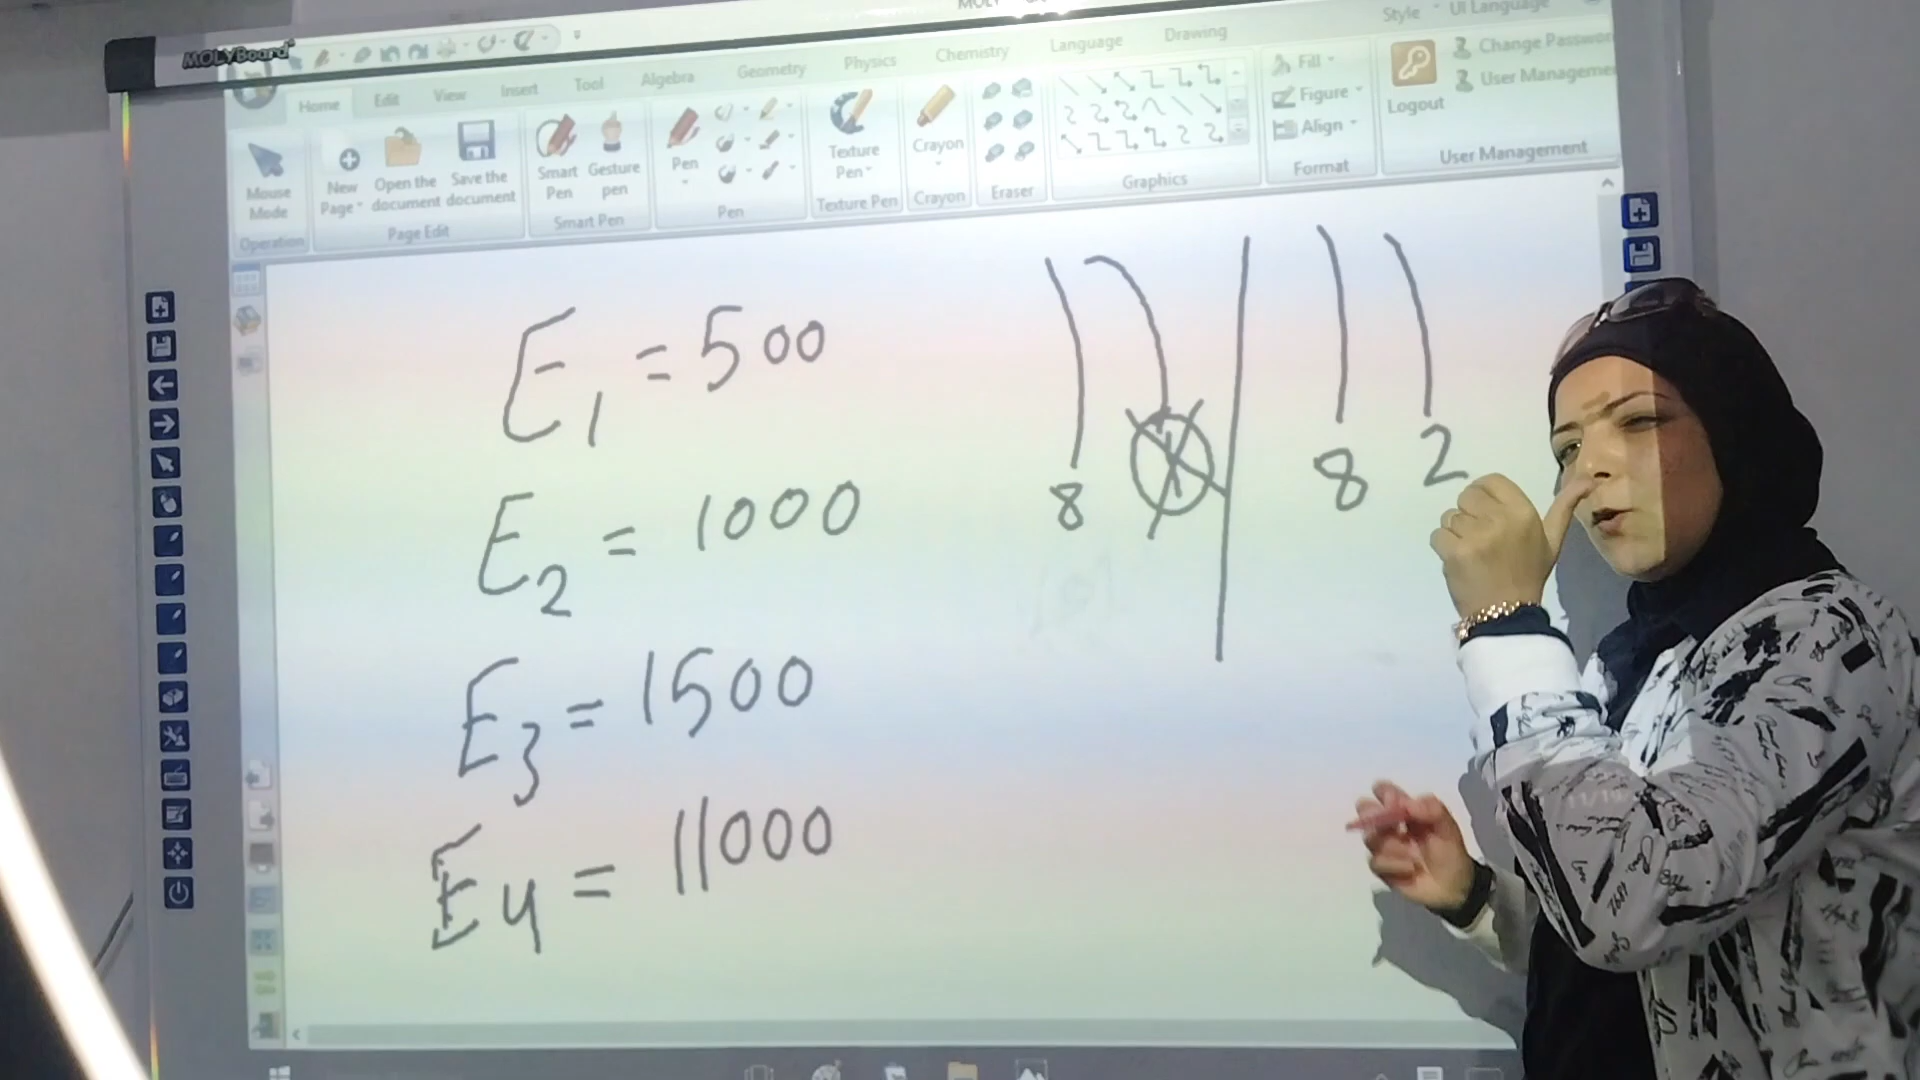 MOLYBoard
Style UI Language
Home Edit View Insert Tool Algebra Geometry Physics Chemistry Language Drawing
Mouse Mode
New Page
Open the document
Save the document
Smart Pen
Gesture pen
Pen
Texture Pen
Crayon
Fill
Figure
Align
Logout
Change Passwor
User Manageme
Operation
Page Edit
Smart Pen
Pen
Texture Pen
Crayon
Eraser
Graphics
Format
User Management
E1 = 500
E2 = 1000
E3 = 1500
E4 = 11000
8
8 2